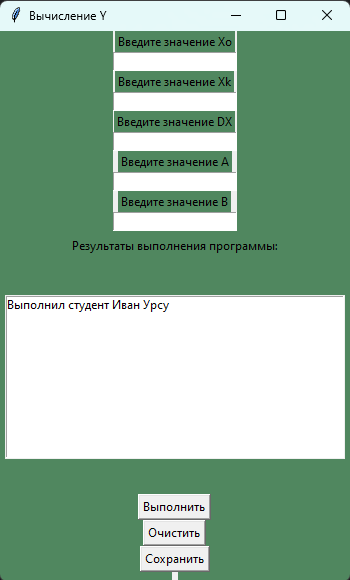 Вычисление Y
Введите значение Xo
Введите значение Xk
Введите значение DX
Введите значение A
Введите значение B
Результаты выполнения программы:
Выполнил студент Иван Урсу
Выполнить
Очистить
Сохранить